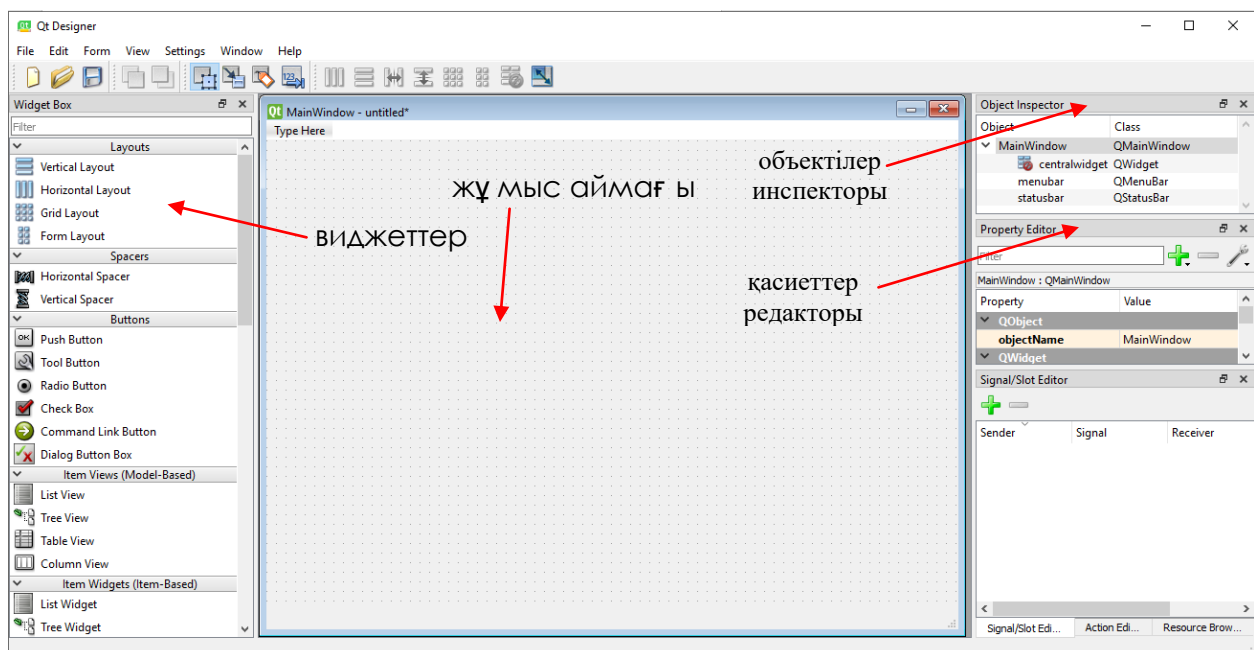 Qt Designer
File Edit Form View Settings Window Help
Widget Box
Filter
Layouts
Vertical Layout
Horizontal Layout
Grid Layout
Form Layout
Spacers
Horizontal Spacer
Vertical Spacer
Buttons
Push Button
Tool Button
Radio Button
Check Box
Command Link Button
Dialog Button Box
Item Views (Model-Based)
List View
Tree View
Table View
Column View
Item Widgets (Item-Based)
List Widget
Tree Widget
MainWindow - untitled*
Type Here
жұ мыс аймағ ы
виджеттер
объектілер
инспекторы
қасиеттер
редакторы
Object Inspector
Object Class
MainWindow QMainWindow
centralwidget QWidget
menubar QMenuBar
statusbar QStatusBar
Property Editor
Filter
MainWindow : QMainWindow
Property Value
QObject
objectName MainWindow
QWidget
Signal/Slot Editor
Sender Signal Receiver
Signal/Slot Edi... Action Edi... Resource Brow...